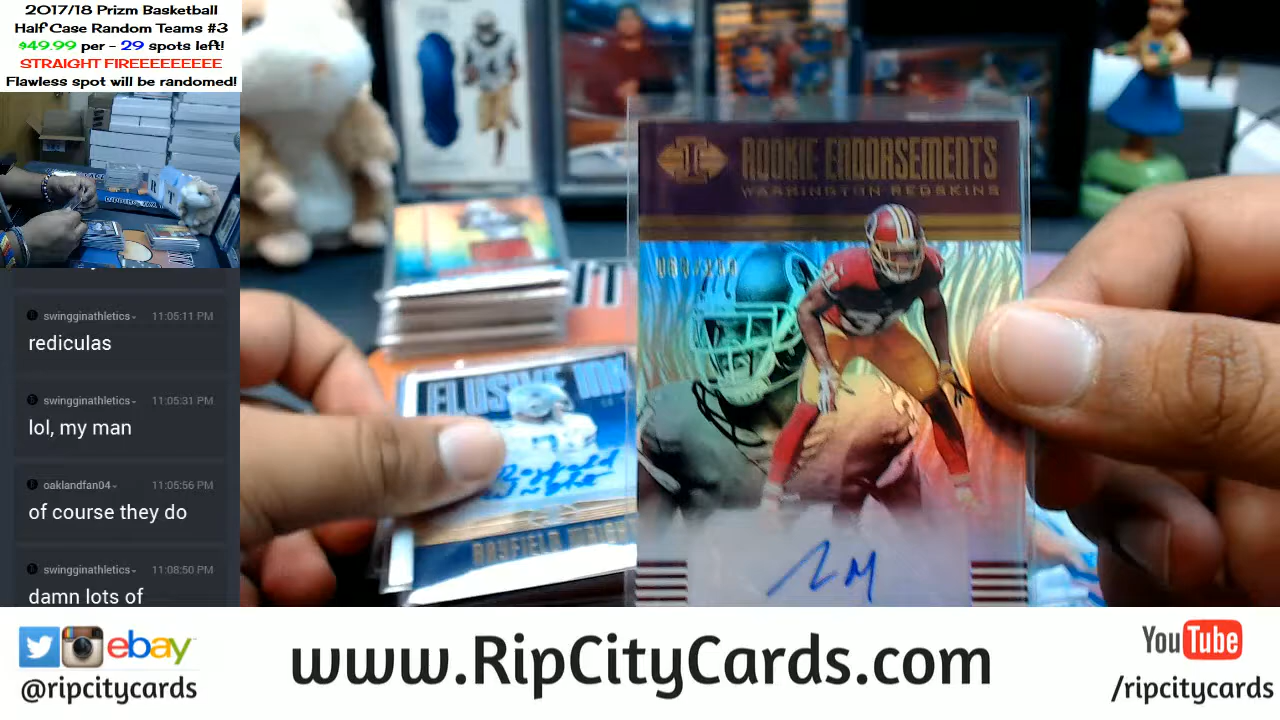 2017/18 Prizm Basketball
Half Case Random Teams #3
$49.99 per - 29 spots left!
STRAIGHT FIREEEEEEEEE
Flawless spot will be randomed!
swingginathletics 11:05:11 PM
rediculas
swingginathletics 11:05:31 PM
lol, my man
oaklandfan04 11:05:56 PM
of course they do
swingginathletics 11:08:50 PM
damn lots of
ROOKIE ENDORSEMENTS
WASHINGTON REDSKINS
ELUSIVE INK
RAYFIELD WRIGHT
ebay
@ripcitycards
www.RipCityCards.com
YouTube
/ripcitycards